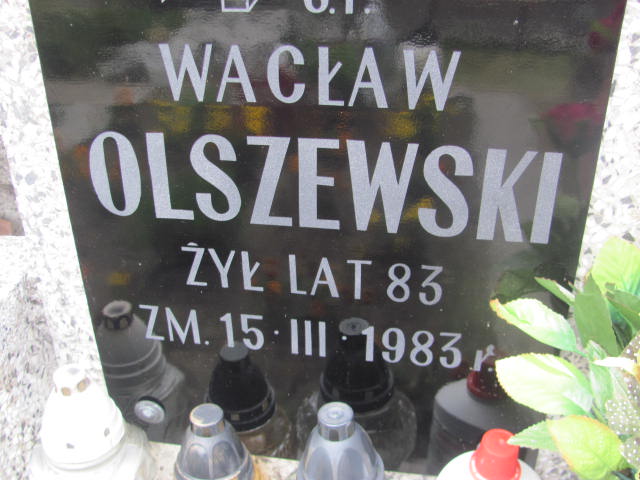 Ś.P.
WACŁAW
OLSZEWSKI
ŻYŁ LAT 83
ZM. 15·III·1983 r.